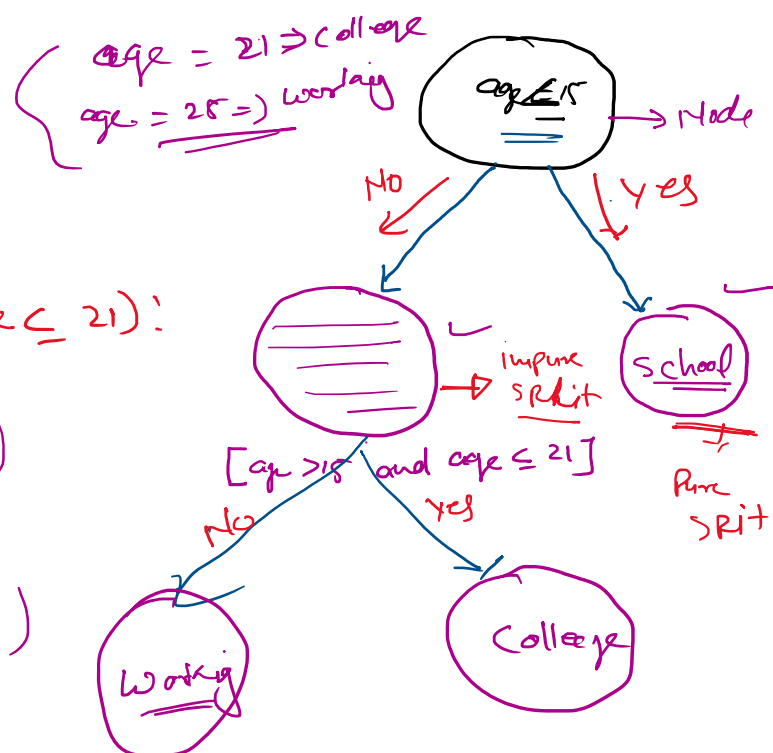 age = 21 => College
age = 25 => working
age ≤ 15
Node
NO
YES
≤ 21):
school
impure
split
[age >15 and age ≤ 21]
Pure
split
NO
Yes
College
Working